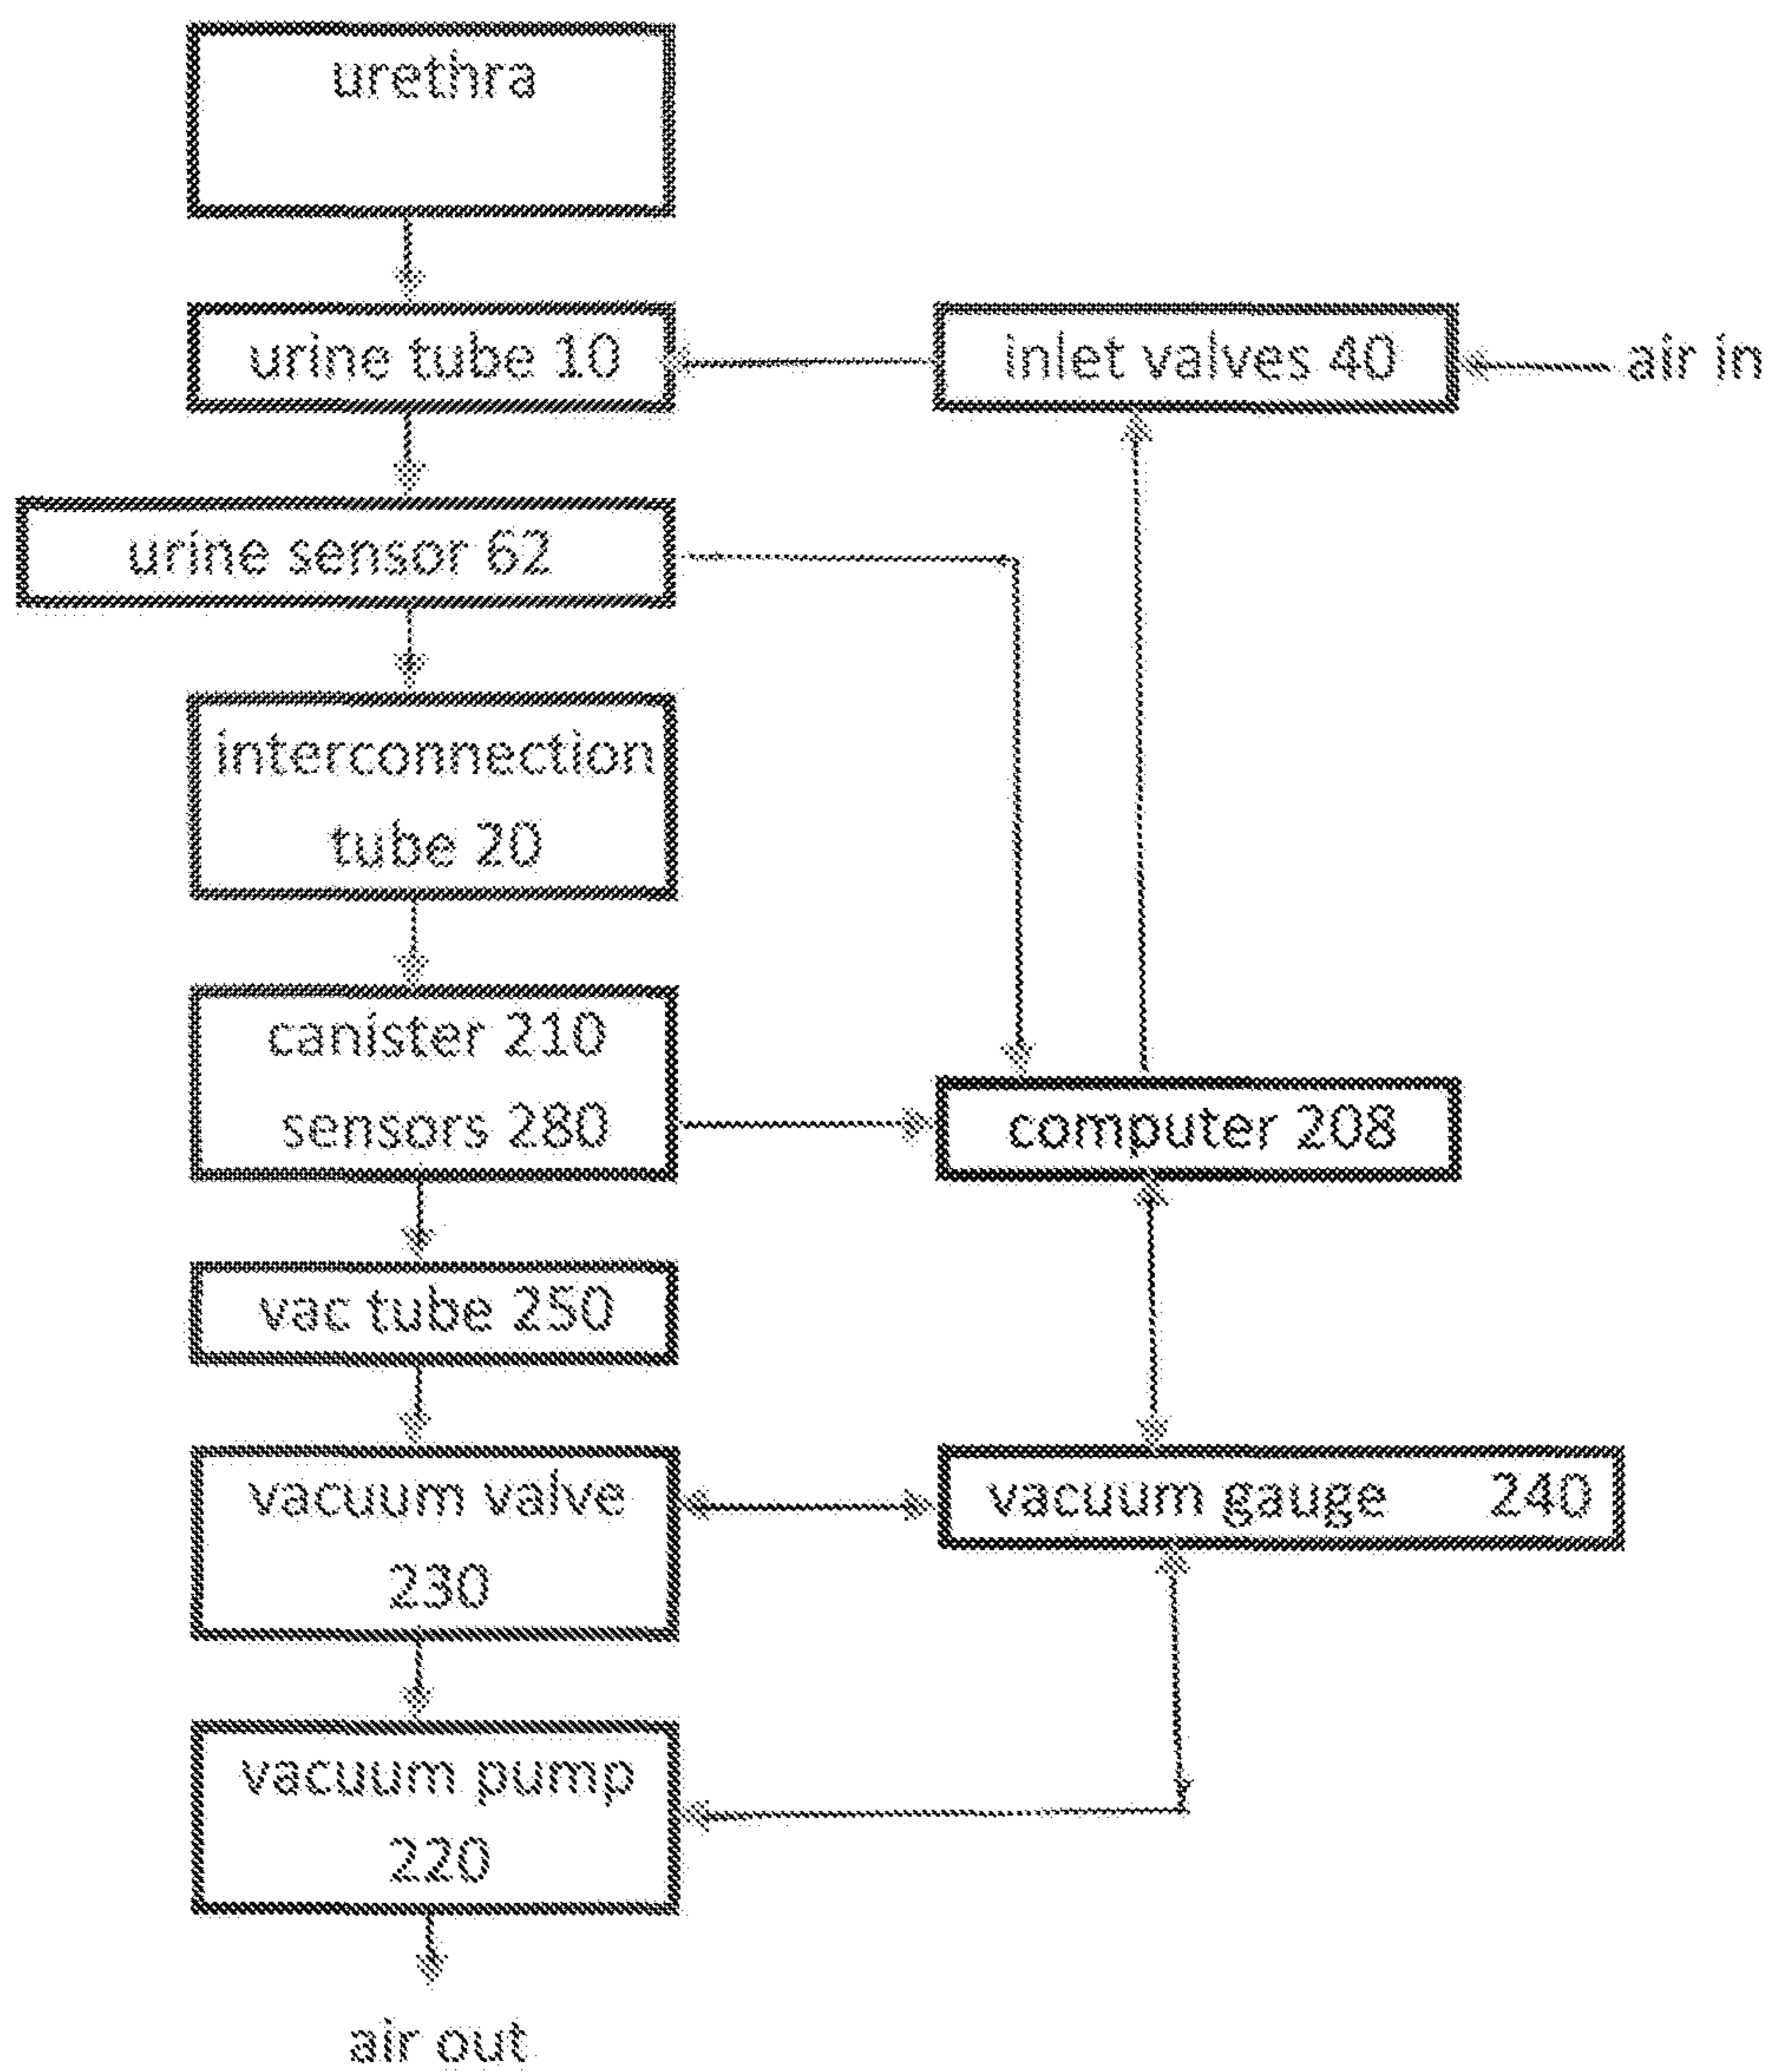 urethra
urine tube 10
inlet valves 40
air in
urine sensor 62
interconnection
tube 20
canister 210
sensors 280
computer 208
vac tube 250
vacuum valve
230
vacuum gauge 240
vacuum pump
220
air out